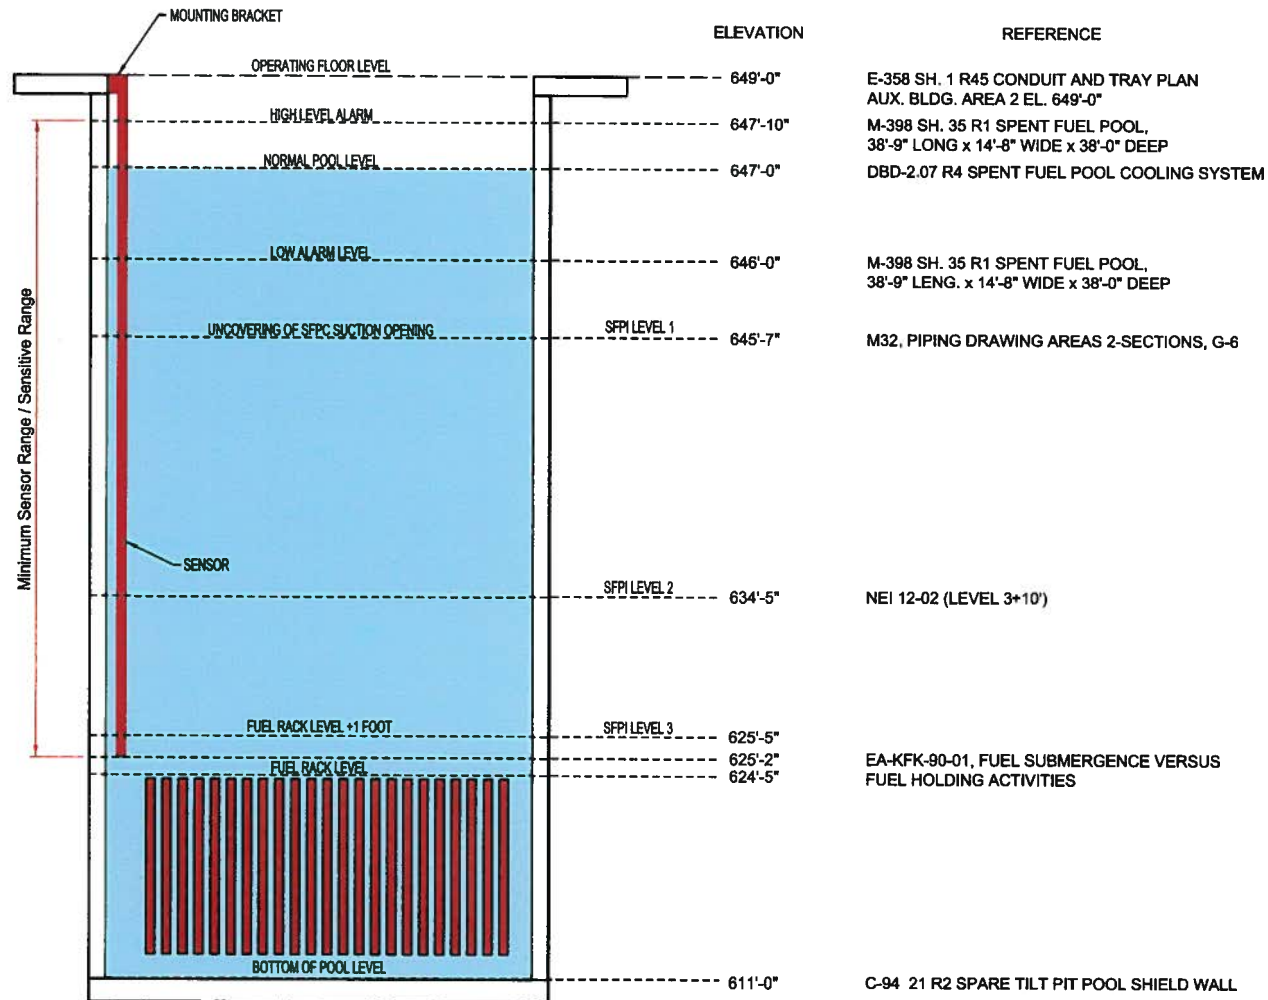 MOUNTING BRACKET
ELEVATION REFERENCE
OPERATING FLOOR LEVEL 649'-0" E-358 SH. 1 R45 CONDUIT AND TRAY PLAN
AUX. BLDG. AREA 2 EL. 649'-0"
HIGH LEVEL ALARM 647'-10" M-398 SH. 35 R1 SPENT FUEL POOL,
38'-9" LONG x 14'-8" WIDE x 38'-0" DEEP
NORMAL POOL LEVEL 647'-0" DBD-2.07 R4 SPENT FUEL POOL COOLING SYSTEM
LOW ALARM LEVEL 646'-0" M-398 SH. 35 R1 SPENT FUEL POOL,
38'-9" LENG. x 14'-8" WIDE x 38'-0" DEEP
UNCOVERING OF SFPC SUCTION OPENING SFPI LEVEL 1 645'-7" M32, PIPING DRAWING AREAS 2-SECTIONS, G-6
Minimum Sensor Range / Sensitive Range
SENSOR
SFPI LEVEL 2 634'-5" NEI 12-02 (LEVEL 3+10')
FUEL RACK LEVEL +1 FOOT SFPI LEVEL 3 625'-5"
625'-2" EA-KFK-90-01, FUEL SUBMERGENCE VERSUS
FUEL RACK LEVEL 624'-5" FUEL HOLDING ACTIVITIES
BOTTOM OF POOL LEVEL 611'-0" C-94 21 R2 SPARE TILT PIT POOL SHIELD WALL